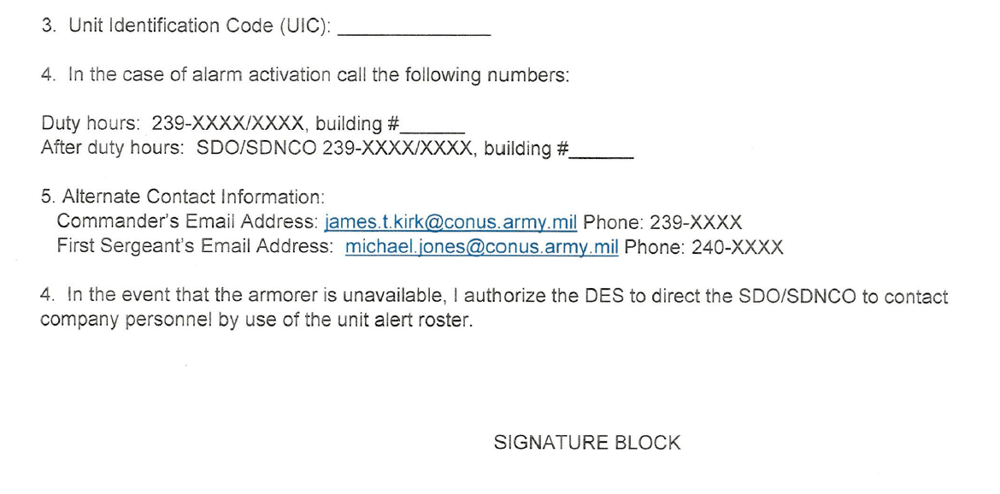 3.  Unit Identification Code (UIC): _______________
4.  In the case of alarm activation call the following numbers:
Duty hours:  239-XXXX/XXXX, building #______
After duty hours:  SDO/SDNCO 239-XXXX/XXXX, building #______
5. Alternate Contact Information:
Commander's Email Address: james.t.kirk@conus.army.mil Phone: 239-XXXX
First Sergeant's Email Address:  michael.jones@conus.army.mil Phone: 240-XXXX
4.  In the event that the armorer is unavailable, I authorize the DES to direct the SDO/SDNCO to contact
company personnel by use of the unit alert roster.
SIGNATURE BLOCK